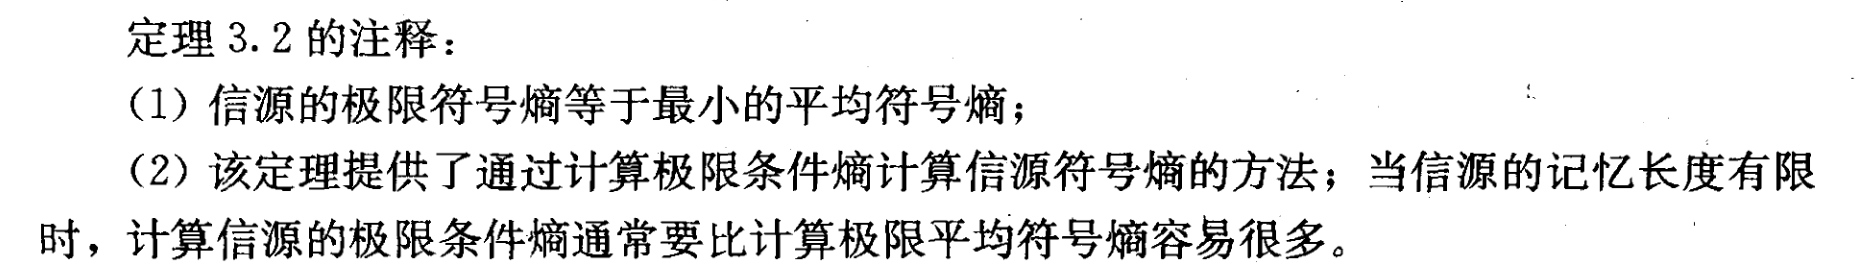 定理 3.2 的注释：
（1）信源的极限符号熵等于最小的平均符号熵；
（2）该定理提供了通过计算极限条件熵计算信源符号熵的方法；当信源的记忆长度有限
时，计算信源的极限条件熵通常要比计算极限平均符号熵容易很多。